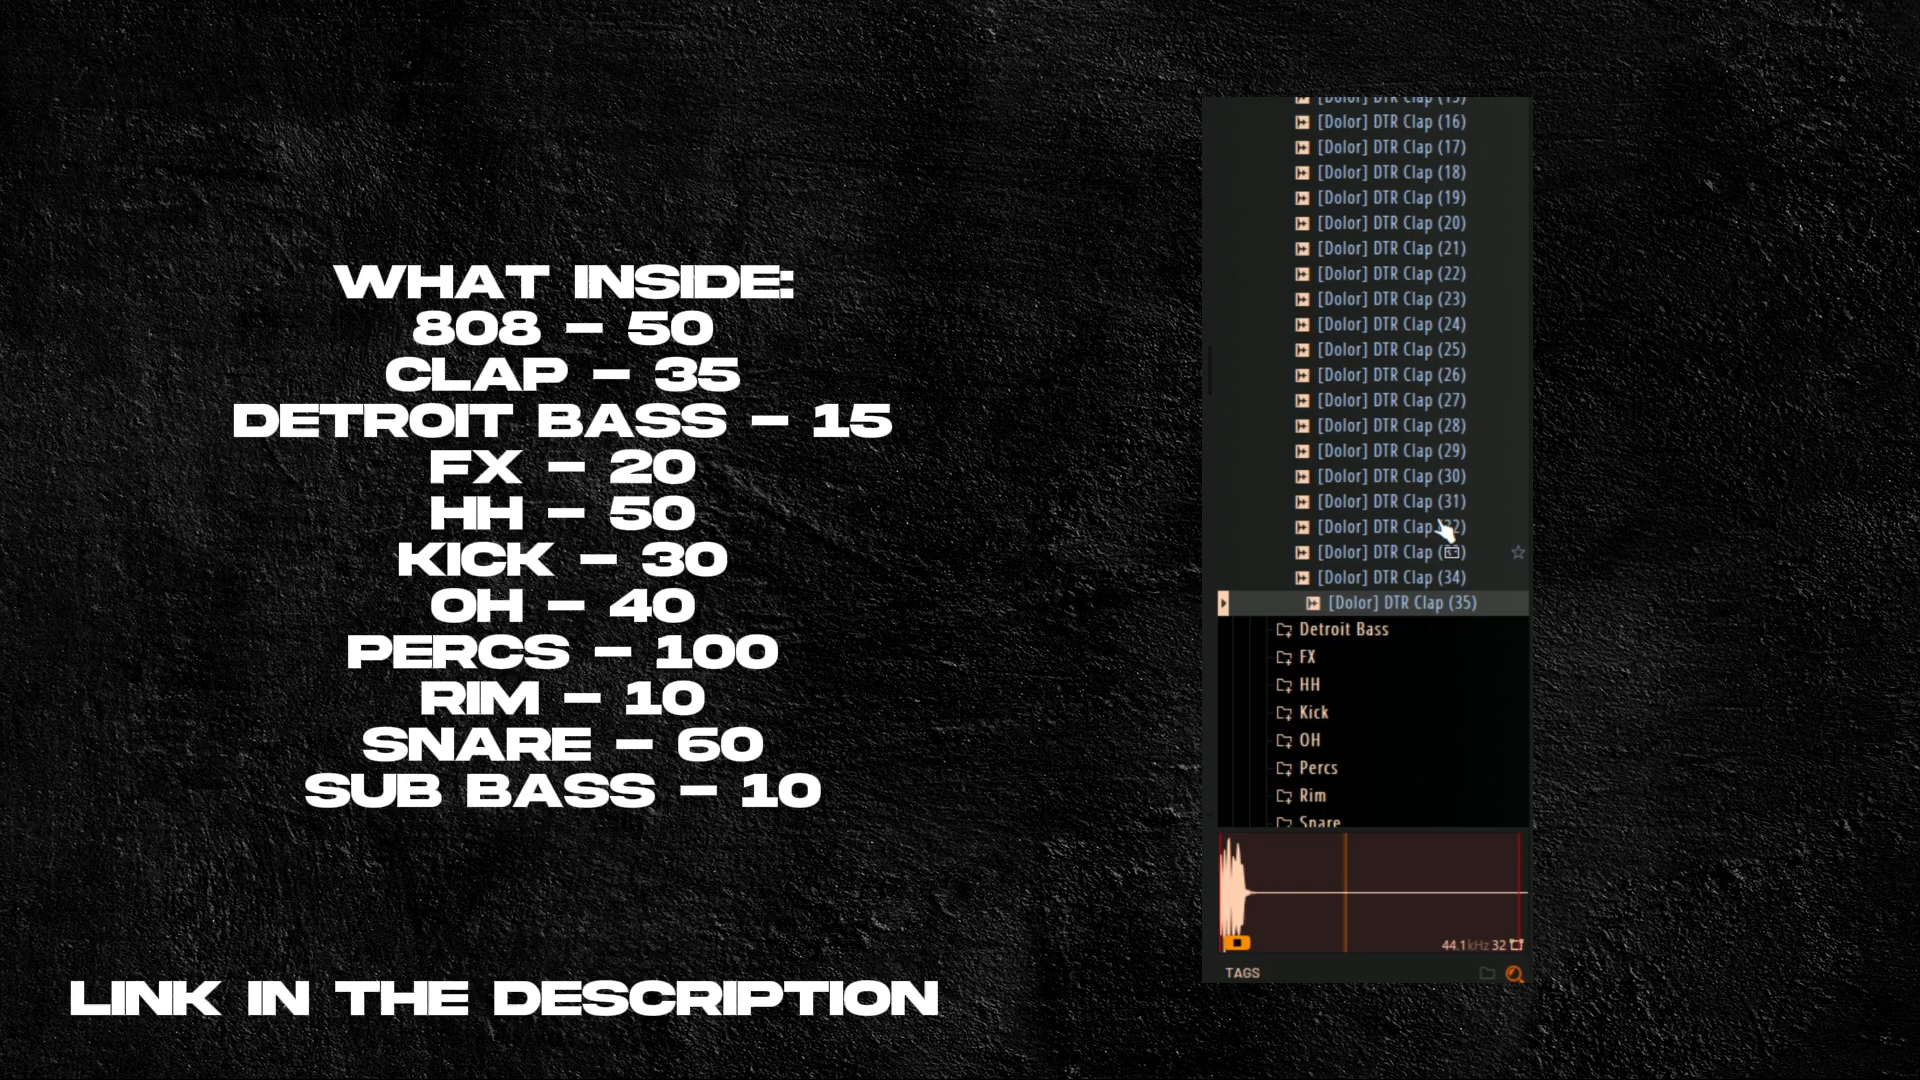 WHAT INSIDE:
808 – 50
CLAP – 35
DETROIT BASS – 15
FX – 20
HH – 50
KICK – 30
OH – 40
PERCS – 100
RIM – 10
SNARE – 60
SUB BASS – 10
LINK IN THE DESCRIPTION
[Dolor] DTR Clap (15)
[Dolor] DTR Clap (16)
[Dolor] DTR Clap (17)
[Dolor] DTR Clap (18)
[Dolor] DTR Clap (19)
[Dolor] DTR Clap (20)
[Dolor] DTR Clap (21)
[Dolor] DTR Clap (22)
[Dolor] DTR Clap (23)
[Dolor] DTR Clap (24)
[Dolor] DTR Clap (25)
[Dolor] DTR Clap (26)
[Dolor] DTR Clap (27)
[Dolor] DTR Clap (28)
[Dolor] DTR Clap (29)
[Dolor] DTR Clap (30)
[Dolor] DTR Clap (31)
[Dolor] DTR Clap (32)
[Dolor] DTR Clap
[Dolor] DTR Clap (34)
[Dolor] DTR Clap (35)
Detroit Bass
FX
HH
Kick
OH
Percs
Rim
Snare
44.1kHz 32
TAGS